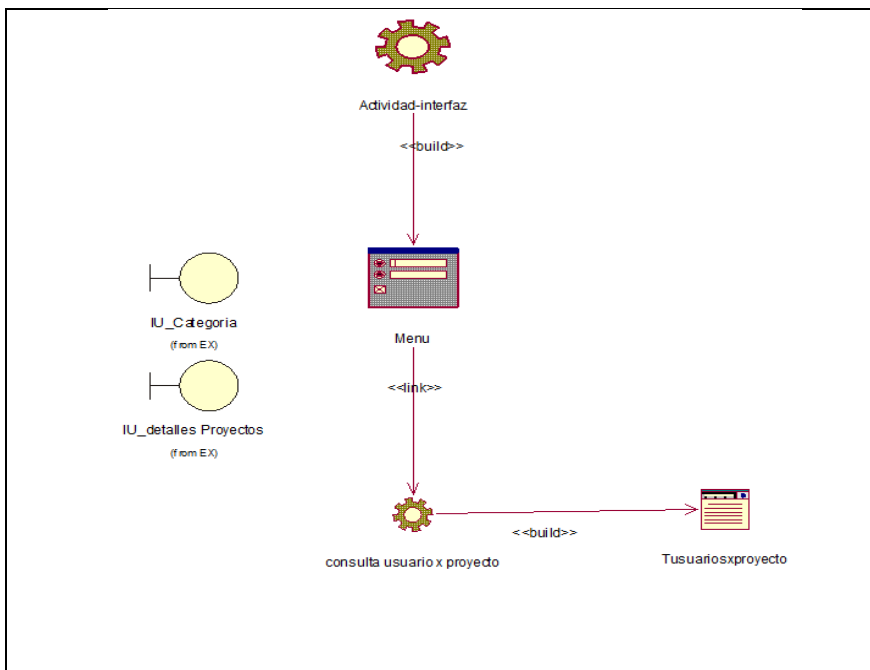 Actividad-interfaz
<<build>>
IU_Categoria
(from EX)
Menu
<<link>>
IU_detalles Proyectos
(from EX)
<<build>>
consulta usuario x proyecto
Tusuariosxproyecto